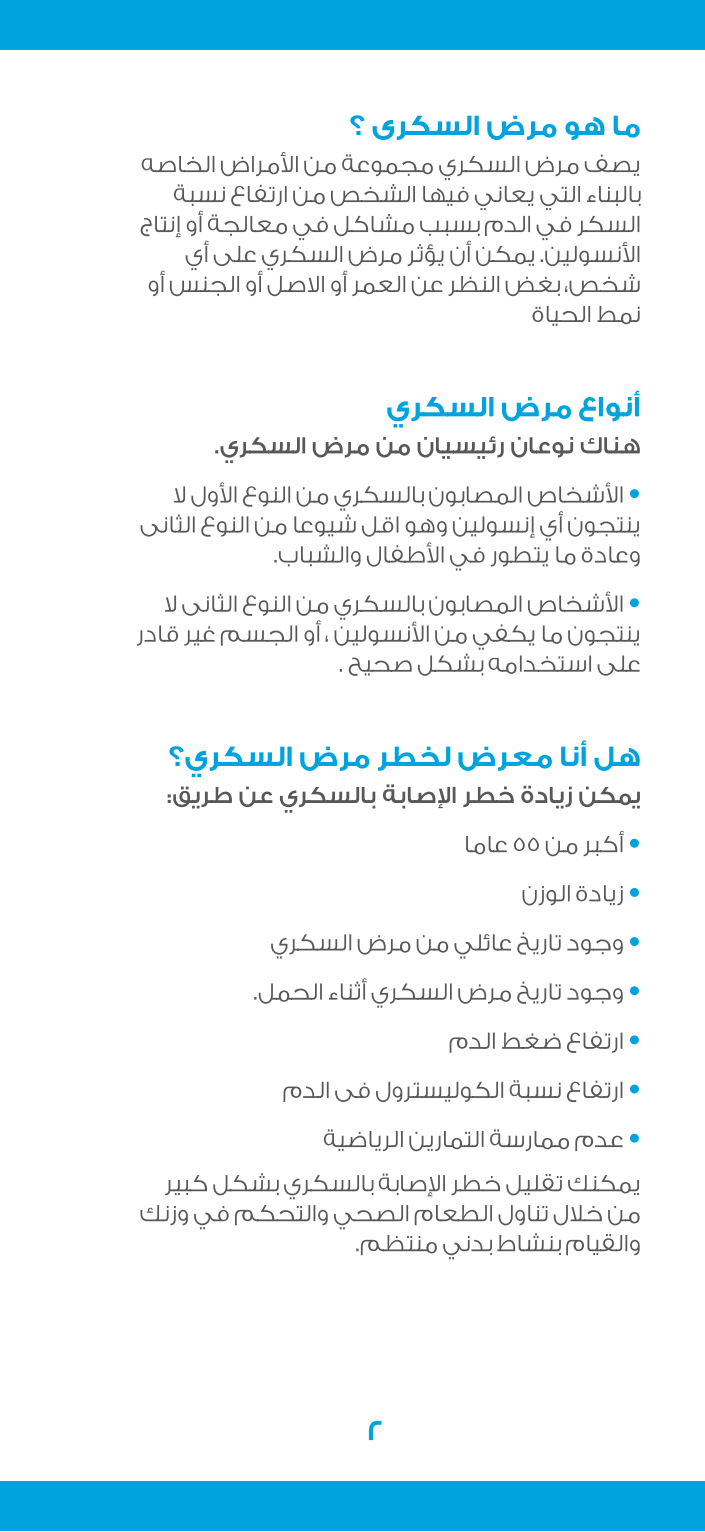 ما هو مرض السكرى ؟
يصف مرض السكري مجموعة من الأمراض الخاصه
بالبناء التي يعاني فيها الشخص من ارتفاع نسبة
السكر في الدم بسبب مشاكل في معالجة أو إنتاج
الأنسولين. يمكن أن يؤثر مرض السكري على أي
شخص، بغض النظر عن العمر أو الاصل أو الجنس أو
نمط الحياة
أنواع مرض السكري
هناك نوعان رئيسيان من مرض السكري.
• الأشخاص المصابون بالسكري من النوع الأول لا
ينتجون أي إنسولين وهو اقل شيوعا من النوع الثانى
وعادة ما يتطور في الأطفال والشباب.
• الأشخاص المصابون بالسكري من النوع الثانى لا
ينتجون ما يكفي من الأنسولين ، أو الجسم غير قادر
على استخدامه بشكل صحيح .
هل أنا معرض لخطر مرض السكري؟
يمكن زيادة خطر الإصابة بالسكري عن طريق:
• أكبر من ٥٥ عاما
• زيادة الوزن
• وجود تاريخ عائلي من مرض السكري
• وجود تاريخ مرض السكري أثناء الحمل.
• ارتفاع ضغط الدم
• ارتفاع نسبة الكوليسترول فى الدم
• عدم ممارسة التمارين الرياضية
يمكنك تقليل خطر الإصابة بالسكري بشكل كبير
من خلال تناول الطعام الصحي والتحكم في وزنك
والقيام بنشاط بدني منتظم.
٢